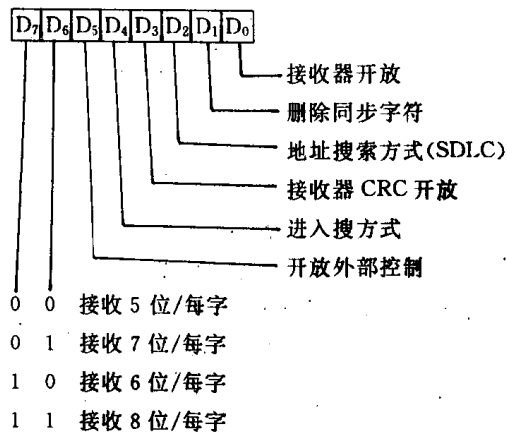 D7 D6 D5 D4 D3 D2 D1 D0
接收器开放
删除同步字符
地址搜索方式(SDLC)
接收器 CRC 开放
进入搜方式
开放外部控制
0 0 接收 5 位/每字
0 1 接收 7 位/每字
1 0 接收 6 位/每字
1 1 接收 8 位/每字